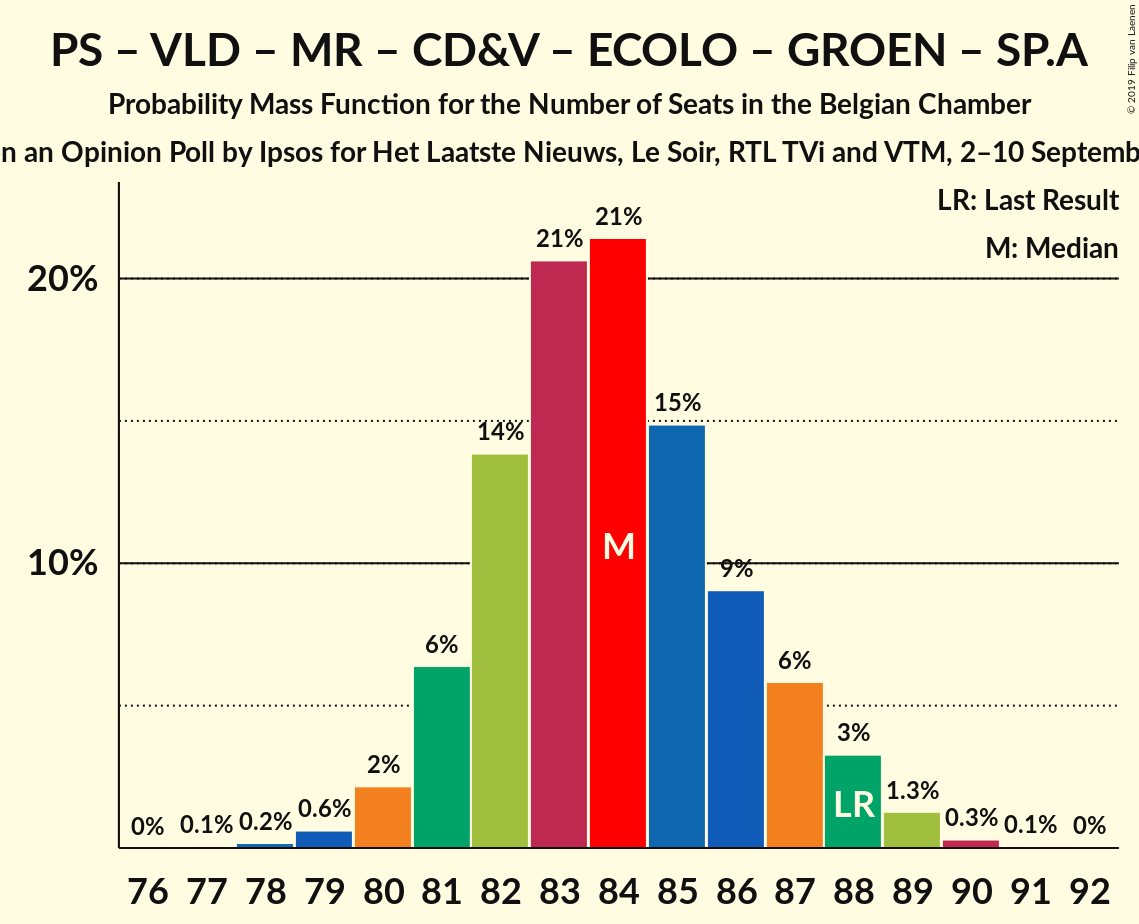 PS – VLD – MR – CD&V – ECOLO – GROEN – SP.A
Probability Mass Function for the Number of Seats in the Belgian Chamber
an Opinion Poll by Ipsos for Het Laatste Nieuws, Le Soir, RTL TVi and VTM, 2–10
© 2019 Filip van Laenen
LR: Last Result
M: Median
20%
10%
0% 0.1% 0.2% 0.6% 2% 6% 14% 21% 21% 15% 9% 6% 3% 1.3% 0.3% 0.1% 0%
M
LR
76 77 78 79 80 81 82 83 84 85 86 87 88 89 90 91 92